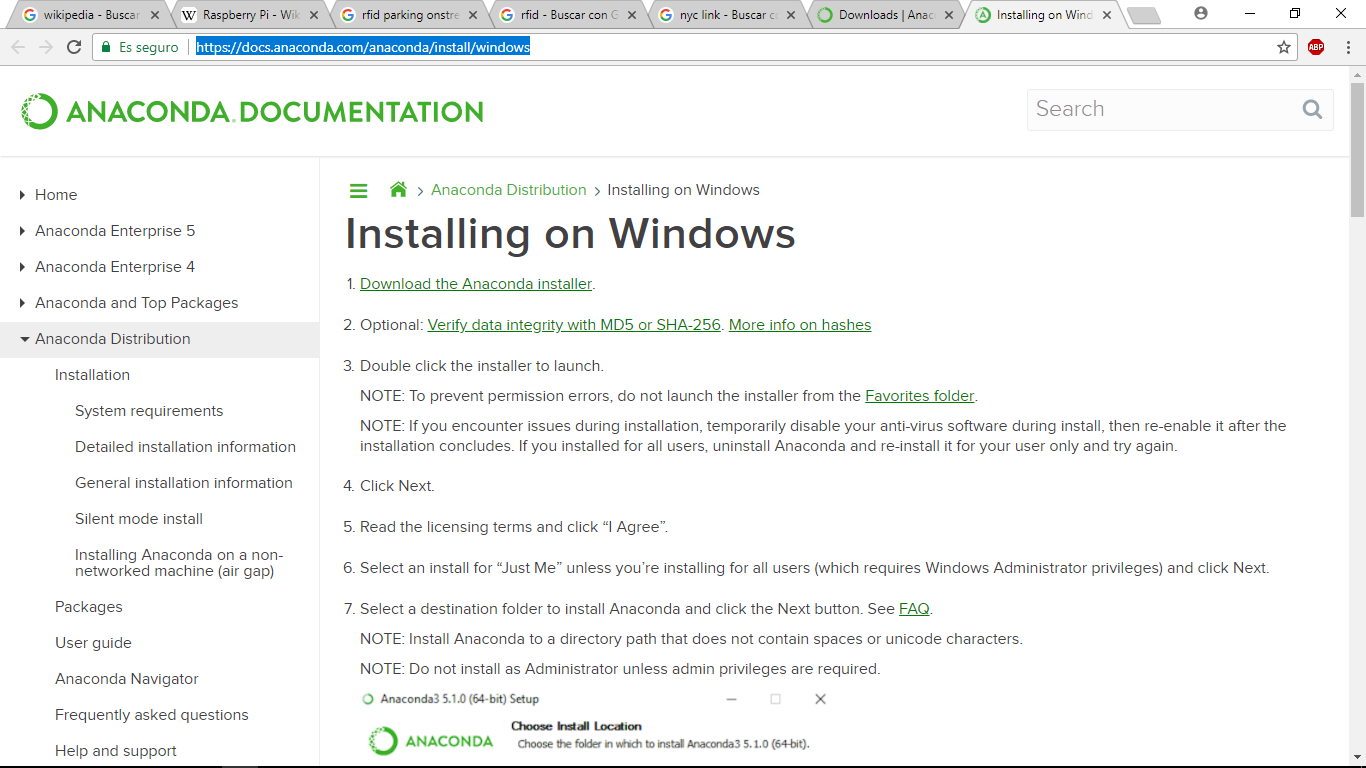 wikipedia - Buscar
Raspberry Pi - Wik
rfid parking onstre
rfid - Buscar con G
nyc link - Buscar co
Downloads | Anac
Installing on Wind
Es seguro
https://docs.anaconda.com/anaconda/install/windows
ABP
ANACONDA.DOCUMENTATION
Search
Home
Anaconda Enterprise 5
Anaconda Enterprise 4
Anaconda and Top Packages
Anaconda Distribution
Installation
System requirements
Detailed installation information
General installation information
Silent mode install
Installing Anaconda on a non-
networked machine (air gap)
Packages
User guide
Anaconda Navigator
Frequently asked questions
Help and support
> Anaconda Distribution > Installing on Windows
Installing on Windows
1. Download the Anaconda installer.
2. Optional: Verify data integrity with MD5 or SHA-256. More info on hashes
3. Double click the installer to launch.
NOTE: To prevent permission errors, do not launch the installer from the Favorites folder.
NOTE: If you encounter issues during installation, temporarily disable your anti-virus software during install, then re-enable it after the
installation concludes. If you installed for all users, uninstall Anaconda and re-install it for your user only and try again.
4. Click Next.
5. Read the licensing terms and click “I Agree”.
6. Select an install for “Just Me” unless you’re installing for all users (which requires Windows Administrator privileges) and click Next.
7. Select a destination folder to install Anaconda and click the Next button. See FAQ.
NOTE: Install Anaconda to a directory path that does not contain spaces or unicode characters.
NOTE: Do not install as Administrator unless admin privileges are required.
Anaconda3 5.1.0 (64-bit) Setup
ANACONDA
Choose Install Location
Choose the folder in which to install Anaconda3 5.1.0 (64-bit).